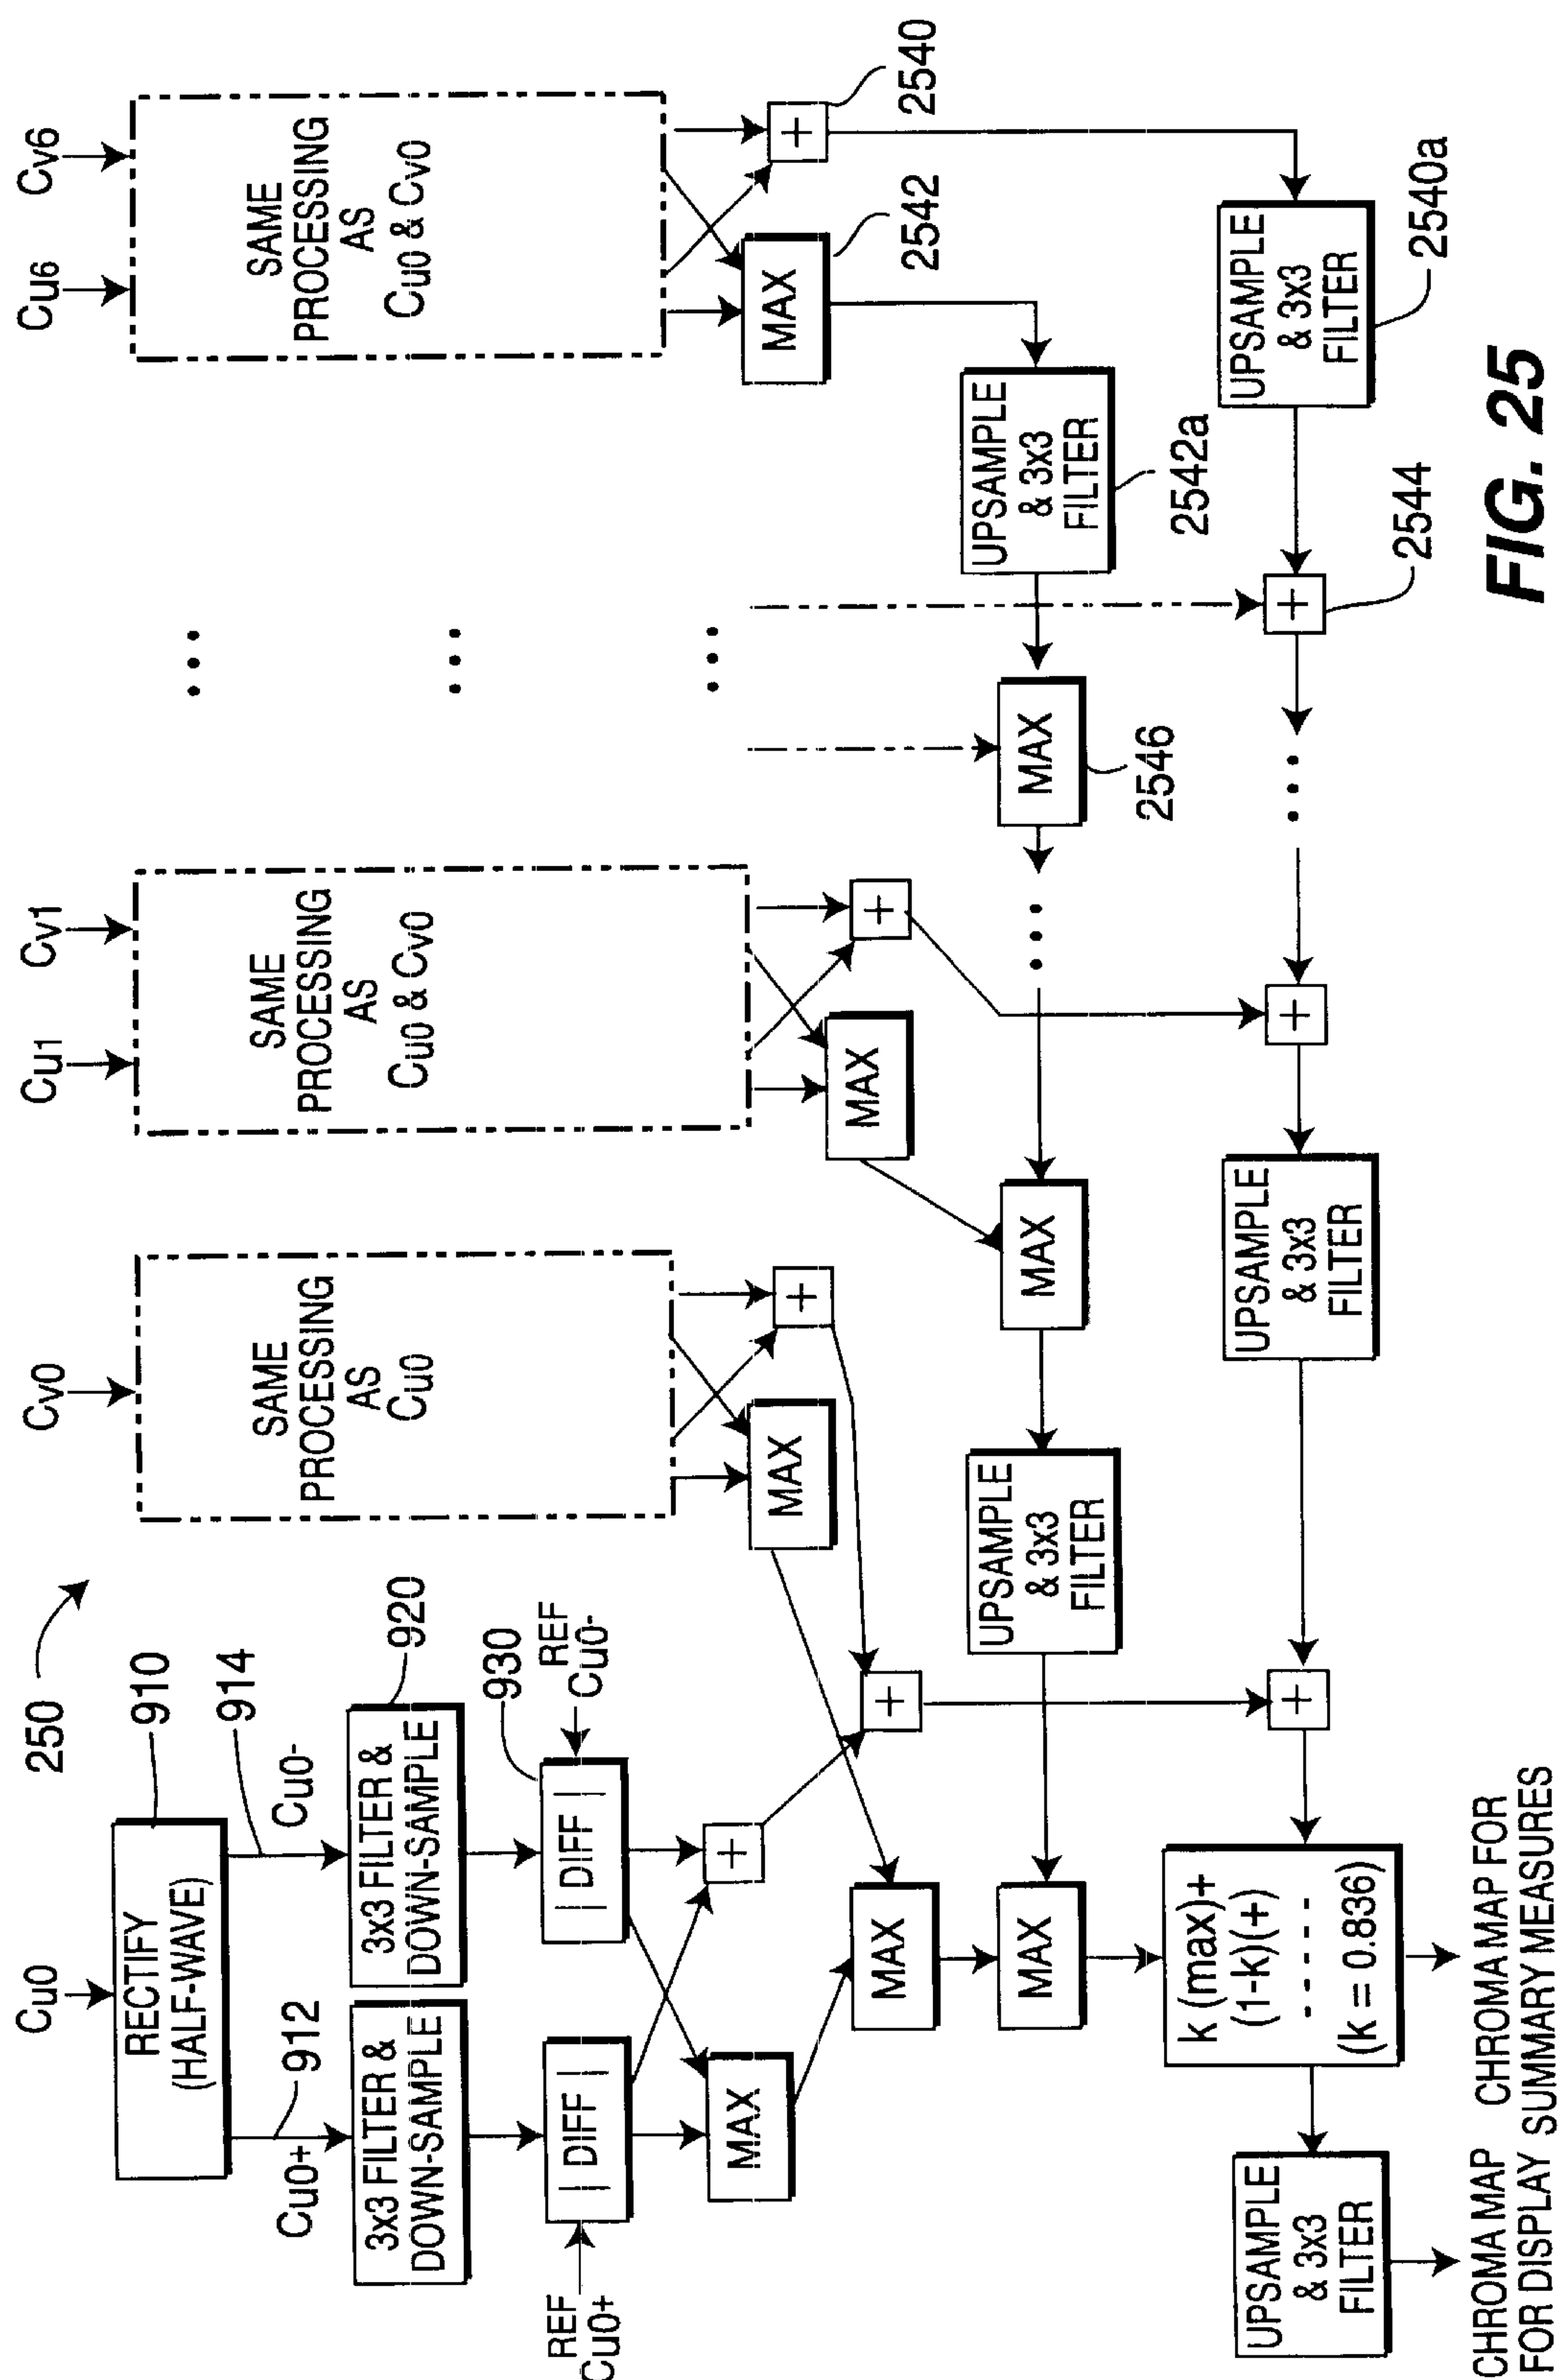 250
Cu0
RECTIFY
(HALF-WAVE)
910
912
914
Cu0+
Cu0-
3x3 FILTER &
DOWN-SAMPLE
3x3 FILTER &
DOWN-SAMPLE
920
REF
Cu0+
| DIFF |
| DIFF |
930
REF
Cu0-
MAX
+
Cv0
SAME
PROCESSING
AS
Cu0
MAX
+
Cu1
Cv1
SAME
PROCESSING
AS
Cu0 & Cv0
MAX
+
...
...
...
Cu6
Cv6
SAME
PROCESSING
AS
Cu0 & Cv0
MAX
2542
+
2540
MAX
+
MAX
UPSAMPLE
& 3x3
FILTER
MAX
...
MAX
2546
UPSAMPLE
& 3x3
FILTER
2542a
k (max)+
(1-k)(+)
- - - - -
(k = 0.836)
+
UPSAMPLE
& 3x3
FILTER
+
...
+
2544
UPSAMPLE
& 3x3
FILTER
2540a
UPSAMPLE
& 3x3
FILTER
CHROMA MAP
FOR DISPLAY
CHROMA MAP FOR
SUMMARY MEASURES
FIG. 25